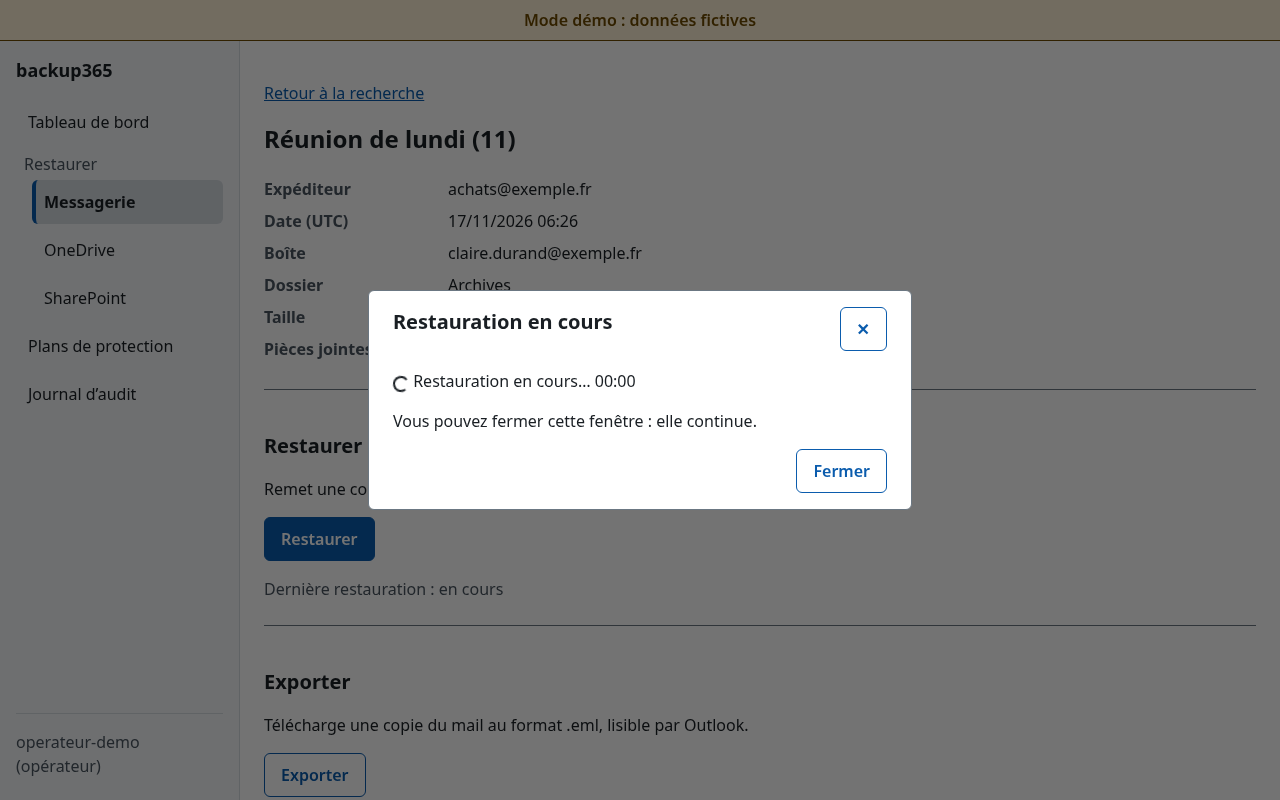 Mode démo : données fictives
backup365
Tableau de bord
Restaurer
Messagerie
OneDrive
SharePoint
Plans de protection
Journal d’audit
operateur-demo
(opérateur)
Retour à la recherche
Réunion de lundi (11)
Expéditeur achats@exemple.fr
Date (UTC) 17/11/2026 06:26
Boîte claire.durand@exemple.fr
Dossier Archives
Taille
Pièces jointes
Restauration en cours
×
Restauration en cours… 00:00
Vous pouvez fermer cette fenêtre : elle continue.
Fermer
Restaurer
Remet une co
Restaurer
Dernière restauration : en cours
Exporter
Télécharge une copie du mail au format .eml, lisible par Outlook.
Exporter